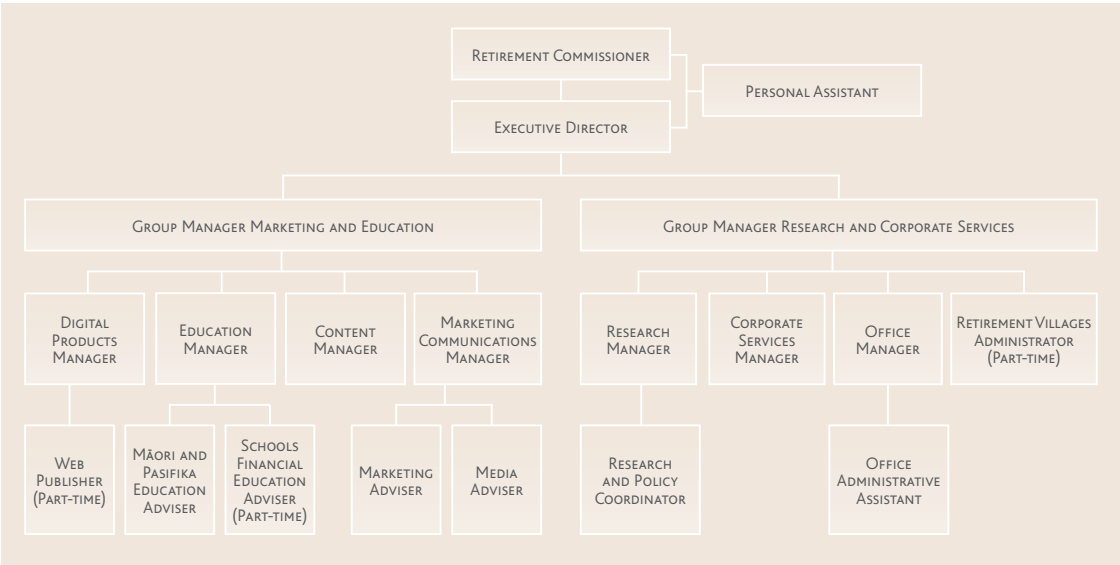 Retirement Commissioner
Personal Assistant
Executive Director
Group Manager Marketing and Education
Group Manager Research and Corporate Services
Digital
Products
Manager
Education
Manager
Content
Manager
Marketing
Communications
Manager
Research
Manager
Corporate
Services
Manager
Office
Manager
Retirement Villages
Administrator
(Part-time)
Web
Publisher
(Part-time)
Māori and
Pasifika
Education
Adviser
Schools
Financial
Education
Adviser
(Part-time)
Marketing
Adviser
Media
Adviser
Research
and Policy
Coordinator
Office
Administrative
Assistant